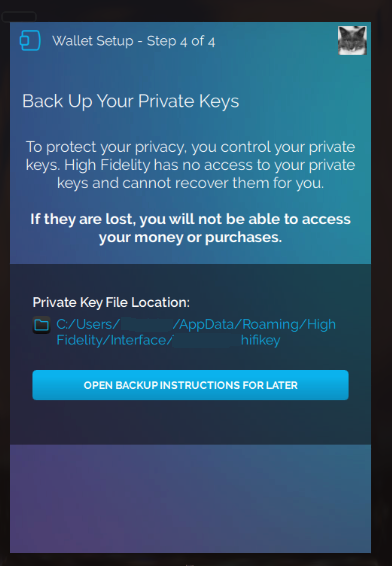 Wallet Setup - Step 4 of 4
Back Up Your Private Keys
To protect your privacy, you control your private
keys. High Fidelity has no access to your private
keys and cannot recover them for you.
If they are lost, you will not be able to access
your money or purchases.
Private Key File Location:
C:/Users/ /AppData/Roaming/High
Fidelity/Interface/ hifikey
OPEN BACKUP INSTRUCTIONS FOR LATER